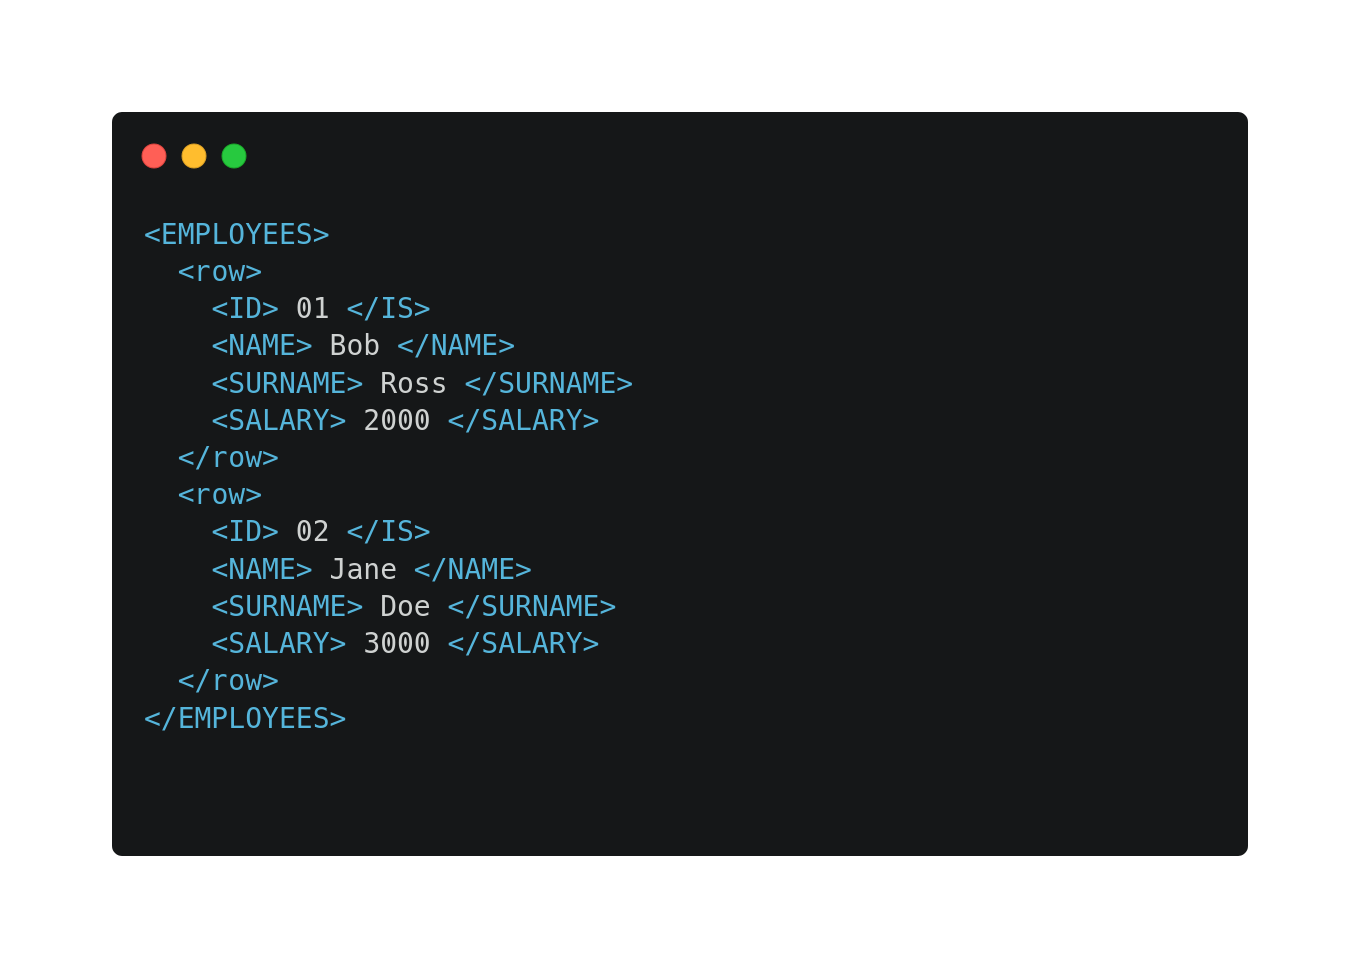 <EMPLOYEES>
<row>
<ID> 01 </IS>
<NAME> Bob </NAME>
<SURNAME> Ross </SURNAME>
<SALARY> 2000 </SALARY>
</row>
<row>
<ID> 02 </IS>
<NAME> Jane </NAME>
<SURNAME> Doe </SURNAME>
<SALARY> 3000 </SALARY>
</row>
</EMPLOYEES>